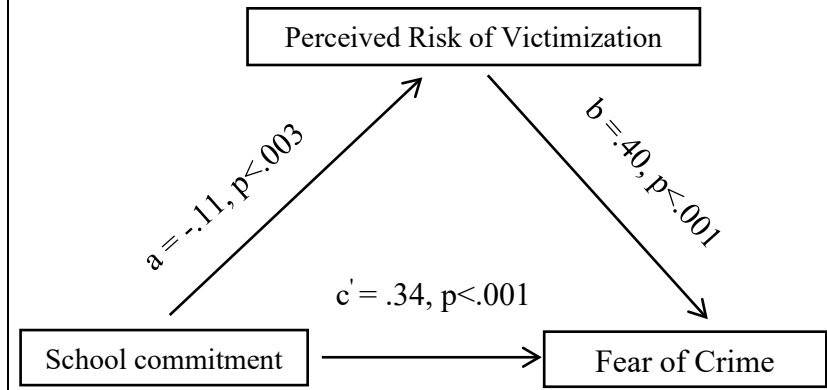 Perceived Risk of Victimization
a = -.11, p<.003
b =.40, p<.001
c' = .34, p<.001
School commitment
Fear of Crime